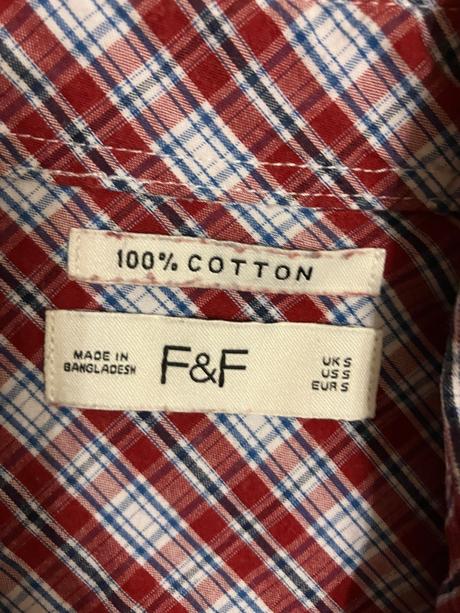 100% COTTON
MADE IN
BANGLADESH
F&F
UK S
US S
EUR S